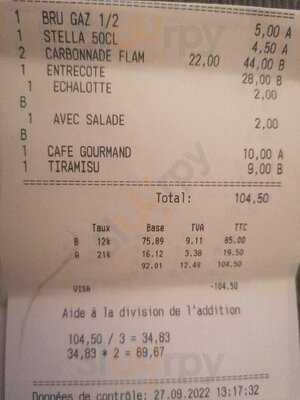 1 BRU GAZ 1/2 5,00 A
1 STELLA 50CL 4.50 A
2 CARBONNADE FLAM 22,00 44,00 B
1 ENTRECOTE 28,00 B
1 ECHALOTTE 2,00
B
1 AVEC SALADE 2,00
B
1 CAFE GOURMAND 10,00 A
1 TIRAMISU 9,00 B
Total: 104,50
Taux Base TVA TTC
B 12% 75.89 9.11 85.00
A 21% 16.12 3.38 19.50
92.01 12.49 104.50
VISA -104.50
Aide à la division de l'addition
104,50 / 3 = 34,83
34,83 * 2 = 69,67
Données de contrôle: 27.09.2022 13:17:32